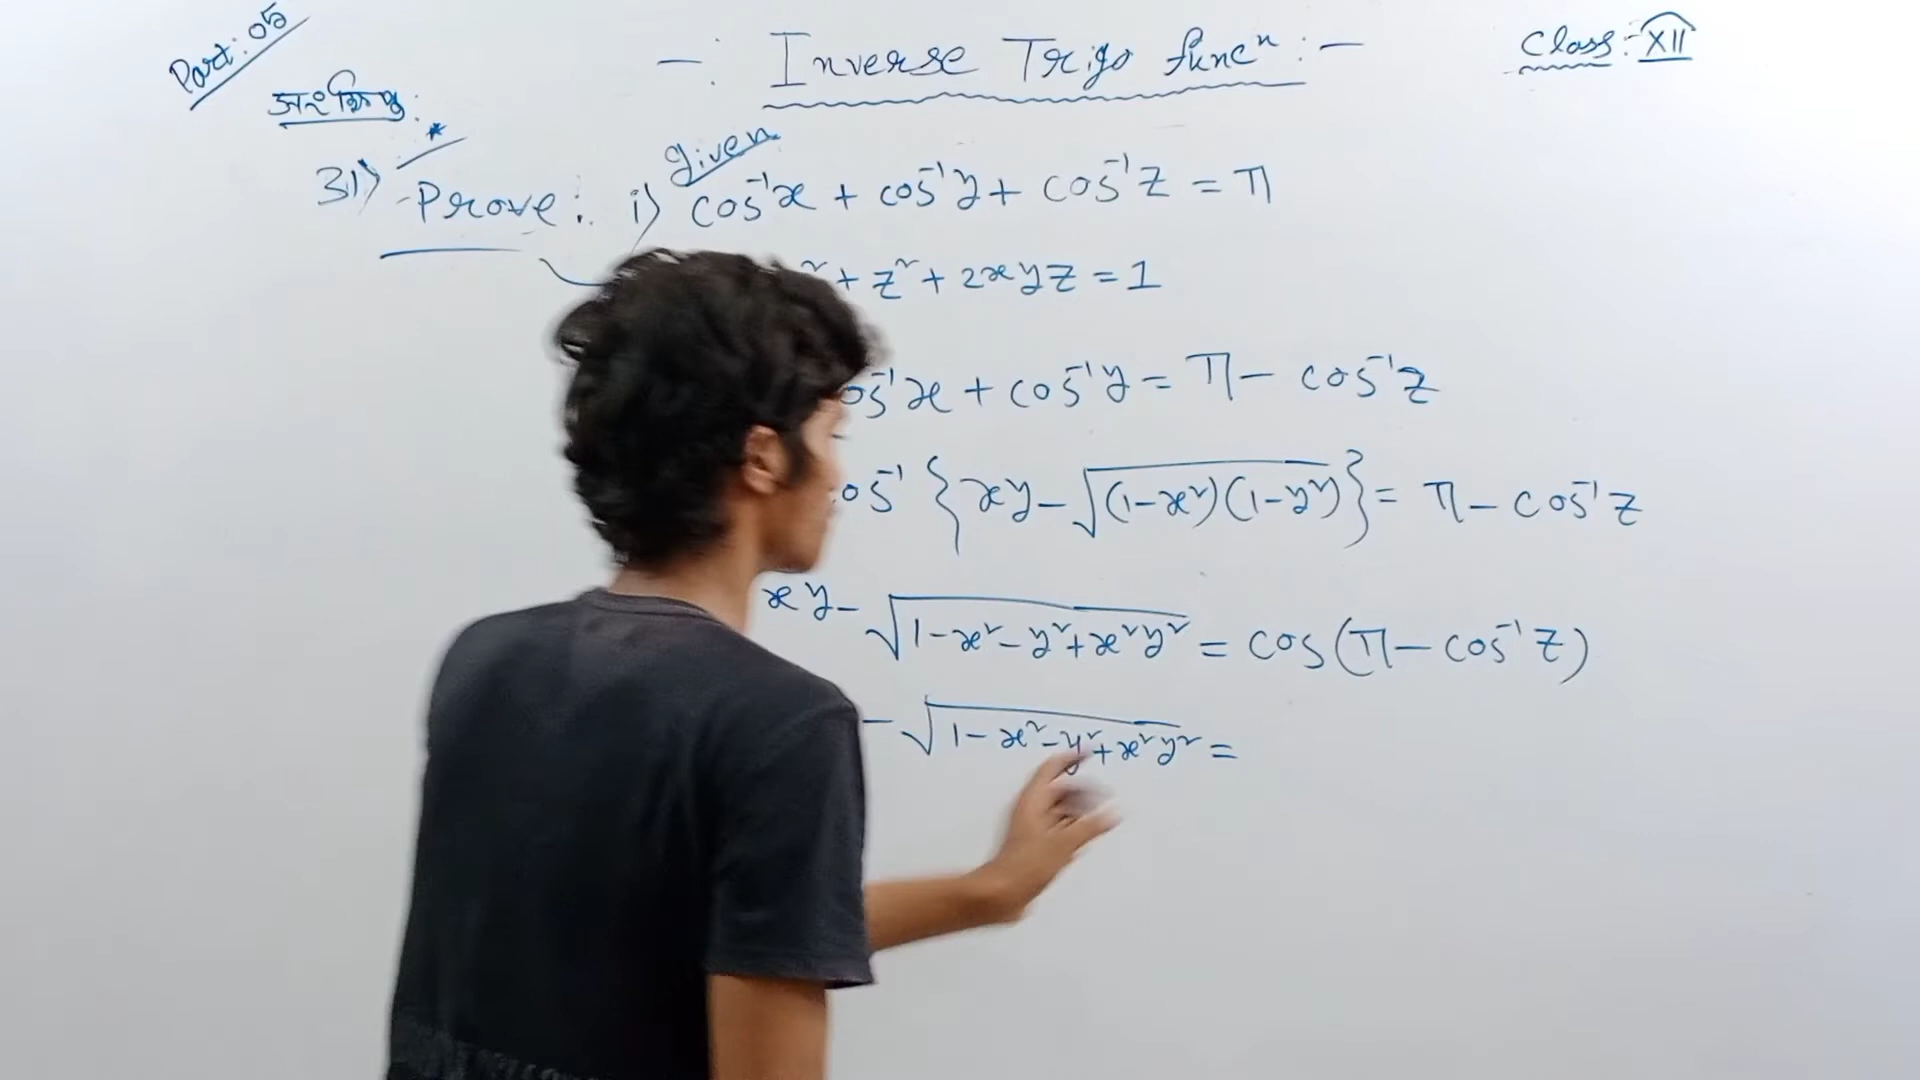 Part: 05
-: Inverse Trigo funcⁿ :-
Class:- XII
31) Prove: i) given cos⁻¹x + cos⁻¹y + cos⁻¹z = π
² + z² + 2xyz = 1
os⁻¹x + cos⁻¹y = π - cos⁻¹z
os⁻¹ {xy - √(1-x²)(1-y²)} = π - cos⁻¹z
xy - √1-x²-y²+x²y² = cos(π - cos⁻¹z)
- √1-x²-y²+x²y² =